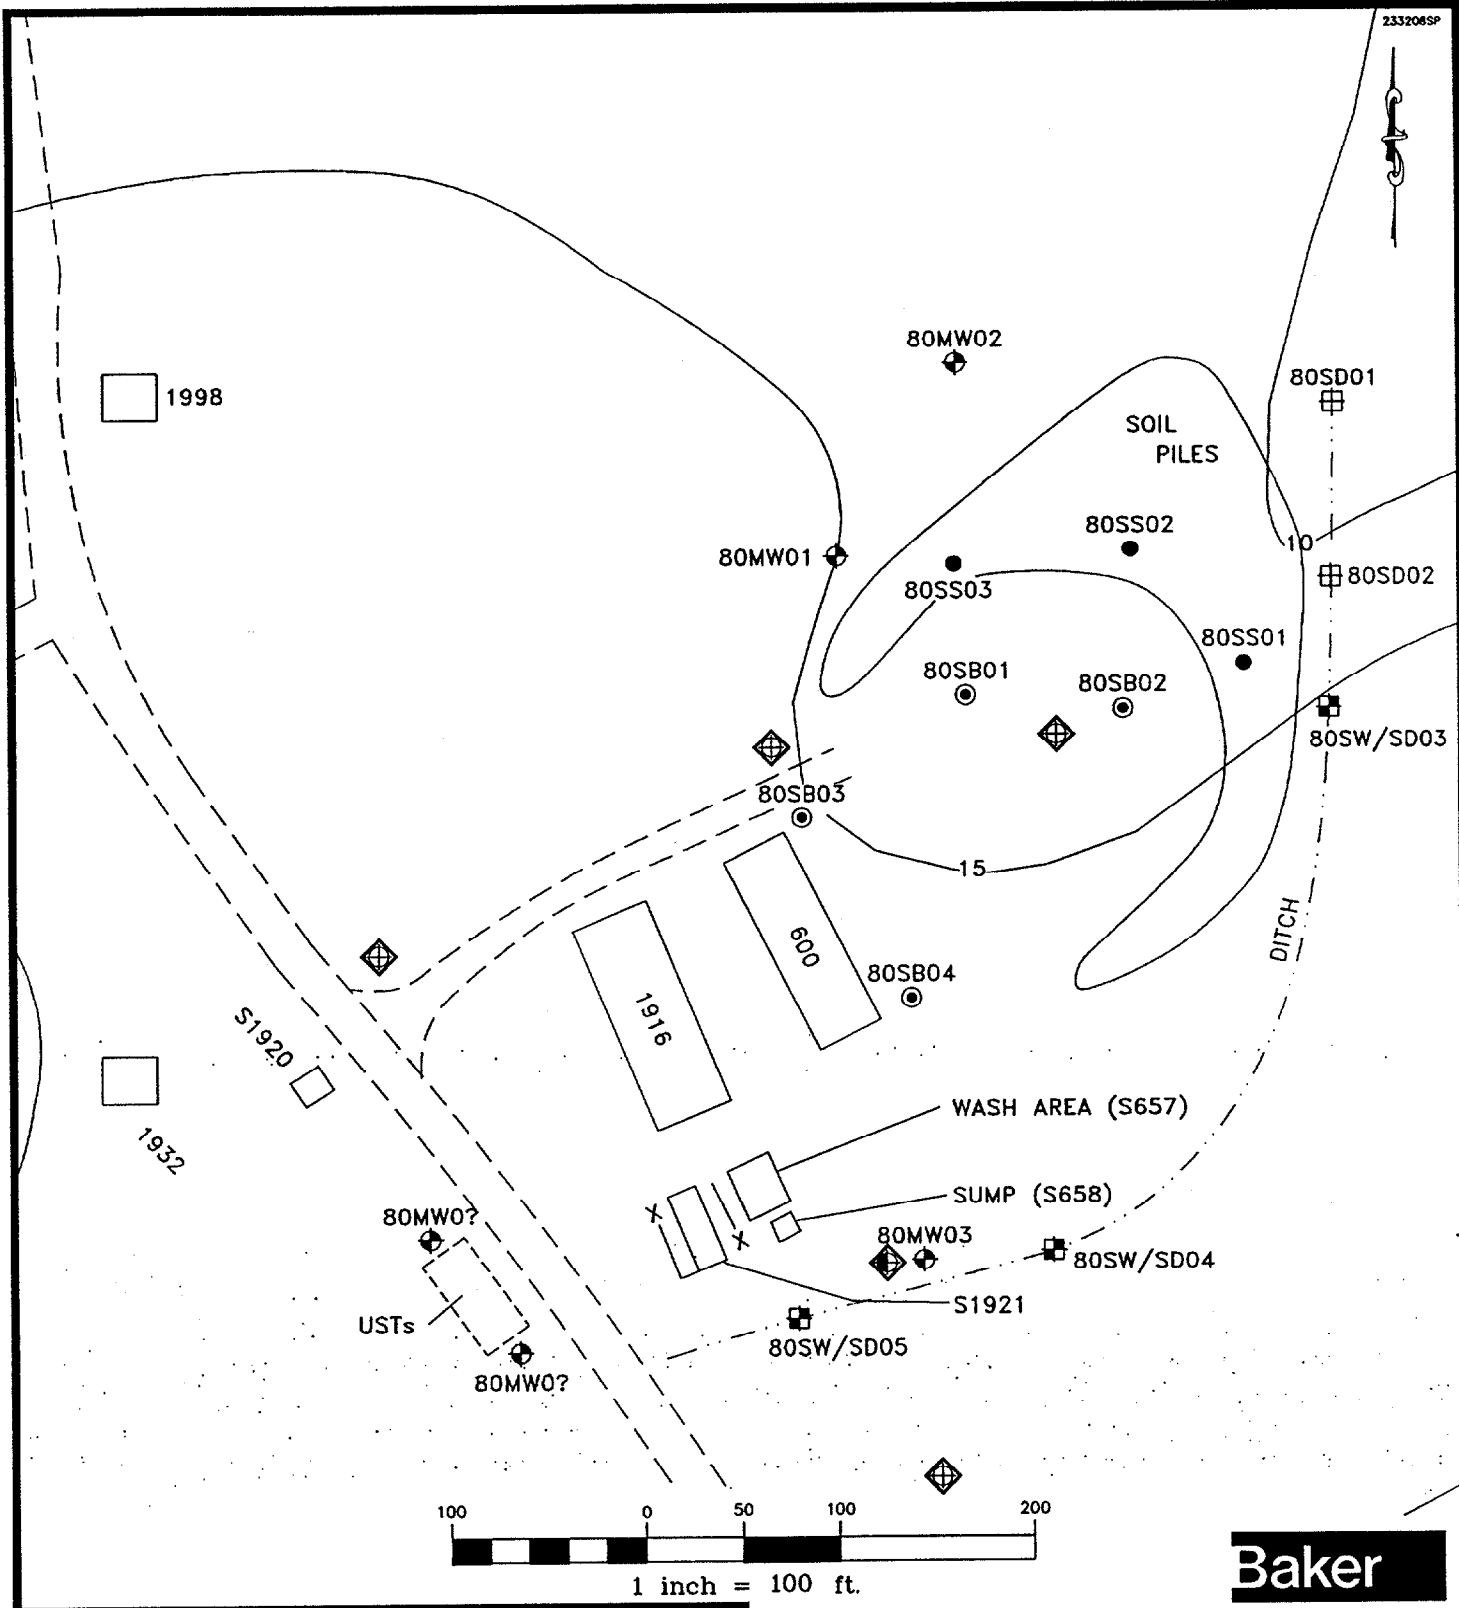 233206SP
80MW02
80SD01
1998
SOIL
PILES
80SS02
10
80MW01
80SD02
80SS03
80SS01
80SB01
80SB02
80SW/SD03
80SB03
15
DITCH
600
80SB04
1916
S1920
WASH AREA (S657)
1932
SUMP (S658)
X
80MW0?
X
80MW03
80SW/SD04
S1921
USTs
80SW/SD05
80MW0?
100 0 50 100 200
1 inch = 100 ft.
Baker